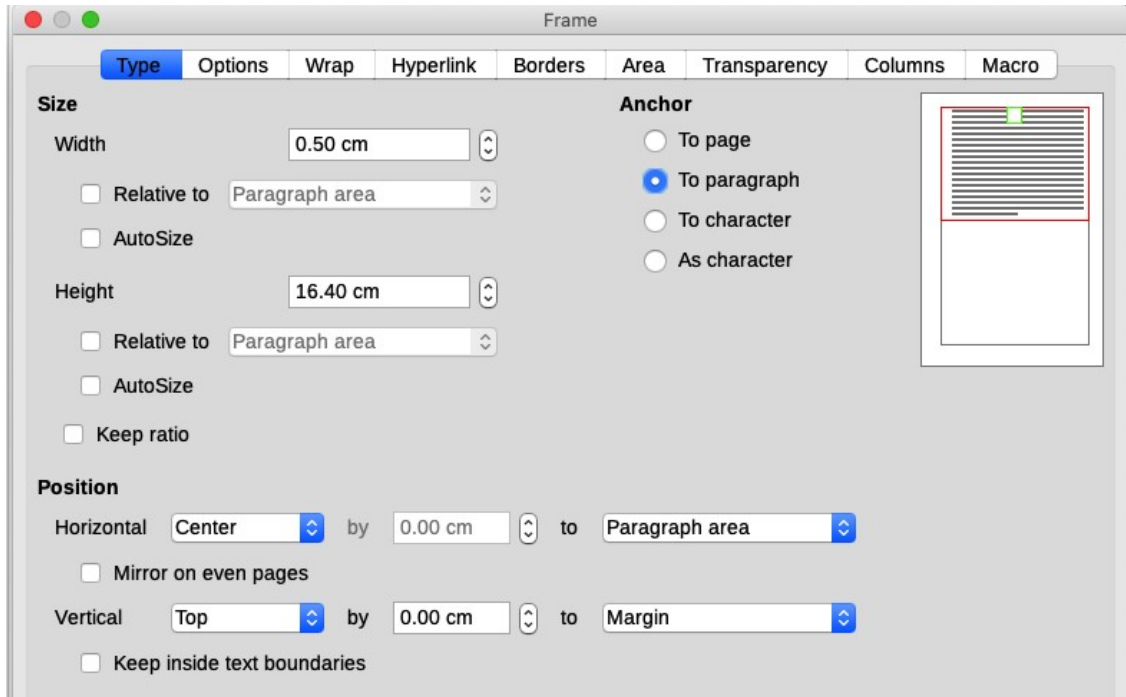 Frame
Type Options Wrap Hyperlink Borders Area Transparency Columns Macro
Size
Width 0.50 cm
Relative to Paragraph area
AutoSize
Height 16.40 cm
Relative to Paragraph area
AutoSize
Keep ratio
Anchor
To page
To paragraph
To character
As character
Position
Horizontal Center by 0.00 cm to Paragraph area
Mirror on even pages
Vertical Top by 0.00 cm to Margin
Keep inside text boundaries